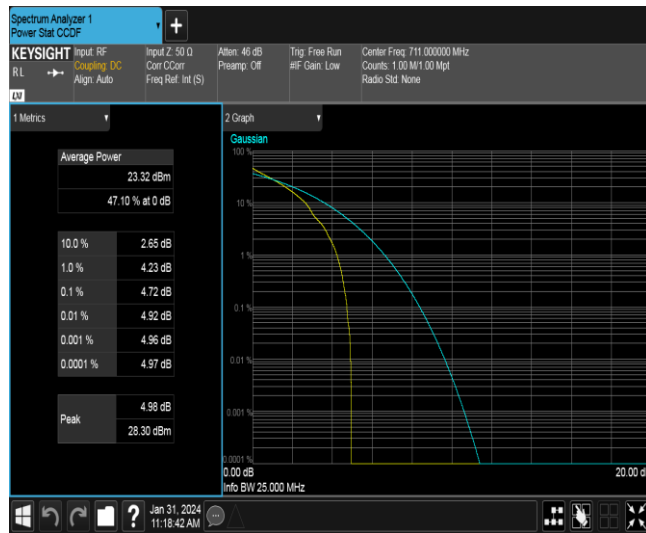 Spectrum Analyzer 1
Power Stat CCDF
+
KEYSIGHT
RL
LXI
Input: RF
Coupling: DC
Align: Auto
Input Z: 50 Ω
Corr CCorr
Freq Ref: Int (S)
Atten: 46 dB
Preamp: Off
Trig: Free Run
#IF Gain: Low
Center Freq: 711.000000 MHz
Counts: 1.00 M/1.00 Mpt
Radio Std: None
1 Metrics
Average Power
23.32 dBm
47.10 % at 0 dB
10.0 % 2.65 dB
1.0 % 4.23 dB
0.1 % 4.72 dB
0.01 % 4.92 dB
0.001 % 4.96 dB
0.0001 % 4.97 dB
Peak
4.98 dB
28.30 dBm
2 Graph
Gaussian
100 %
10 %
1 %
0.1 %
0.01 %
0.001 %
0.0001 %
0.00 dB
20.00 d
Info BW 25.000 MHz
?
Jan 31, 2024
11:18:42 AM